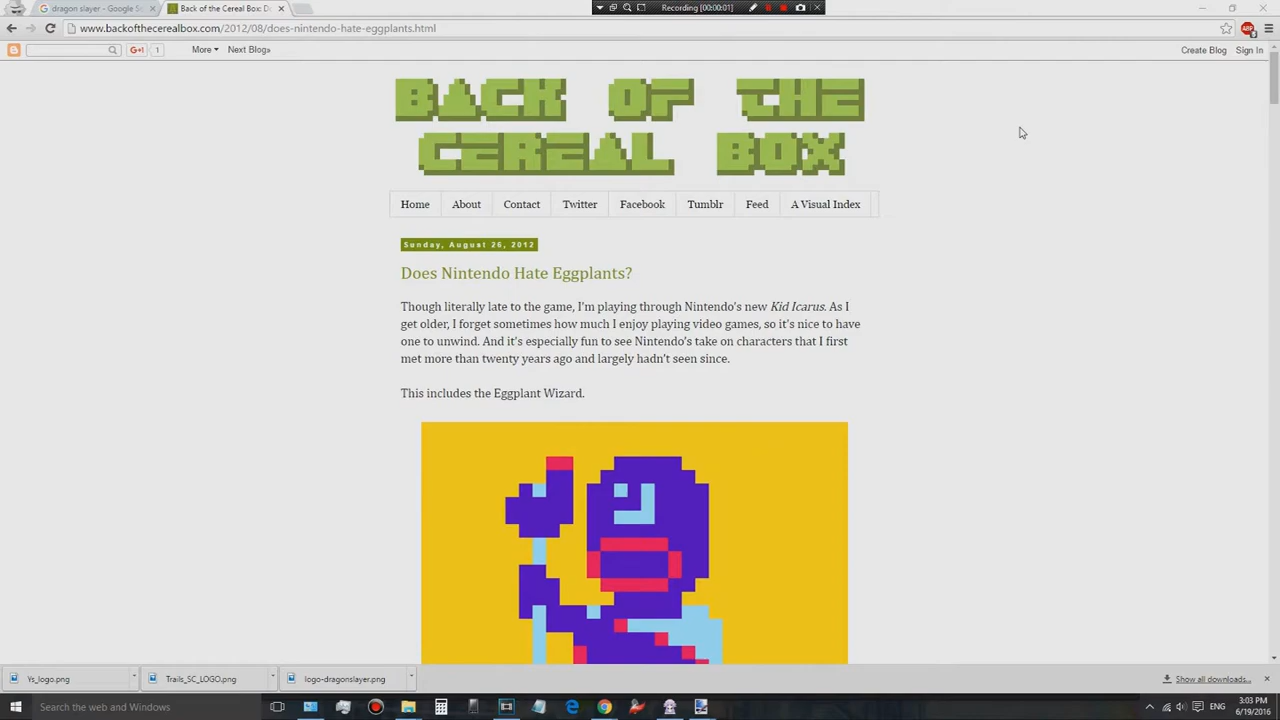 dragon slayer - Google S
Back of the Cereal Box: D
Recording [00:00:01]
www.backofthecerealbox.com/2012/08/does-nintendo-hate-eggplants.html
ABP
G+1
1
More
Next Blog»
Create Blog
Sign In
BACK OF THE
CEREAL BOX
Home
About
Contact
Twitter
Facebook
Tumblr
Feed
A Visual Index
Sunday, August 26, 2012
Does Nintendo Hate Eggplants?
Though literally late to the game, I'm playing through Nintendo's new Kid Icarus. As I
get older, I forget sometimes how much I enjoy playing video games, so it's nice to have
one to unwind. And it's especially fun to see Nintendo's take on characters that I first
met more than twenty years ago and largely hadn't seen since.
This includes the Eggplant Wizard.
Ys_logo.png
Trails_SC_LOGO.png
logo-dragonslayer.png
Show all downloads...
Search the web and Windows
ENG
3:03 PM
6/19/2016